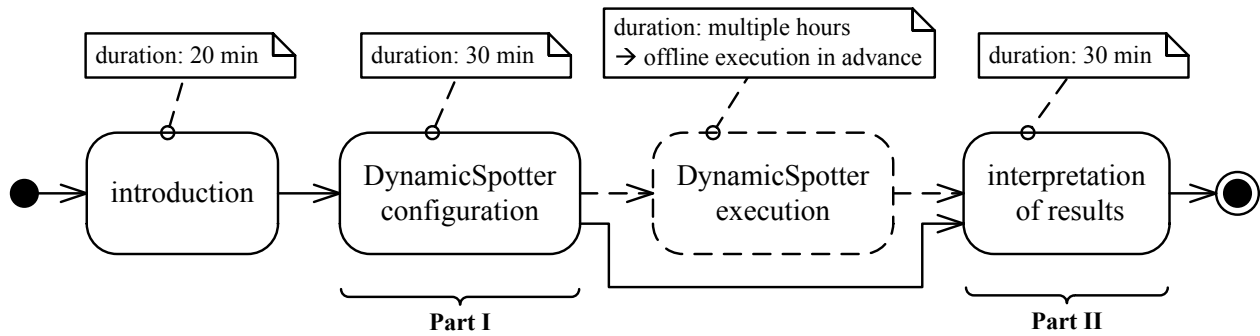 duration: 20 min
duration: 30 min
duration: multiple hours
→ offline execution in advance
duration: 30 min
introduction
DynamicSpotter
configuration
DynamicSpotter
execution
interpretation
of results
Part I
Part II